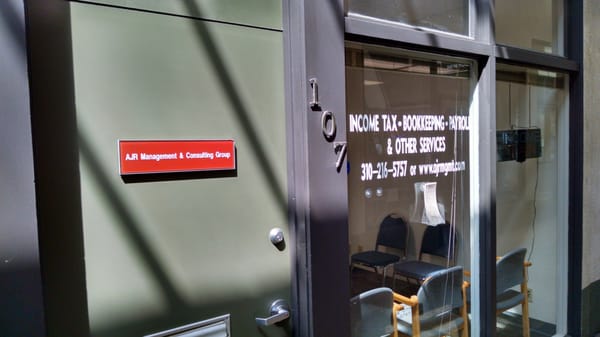 AJR Management & Consulting Group
107
INCOME TAX • BOOKKEEPING • PAYROLL
& OTHER SERVICES
310-216-5757 or www.ajrmgmt.com